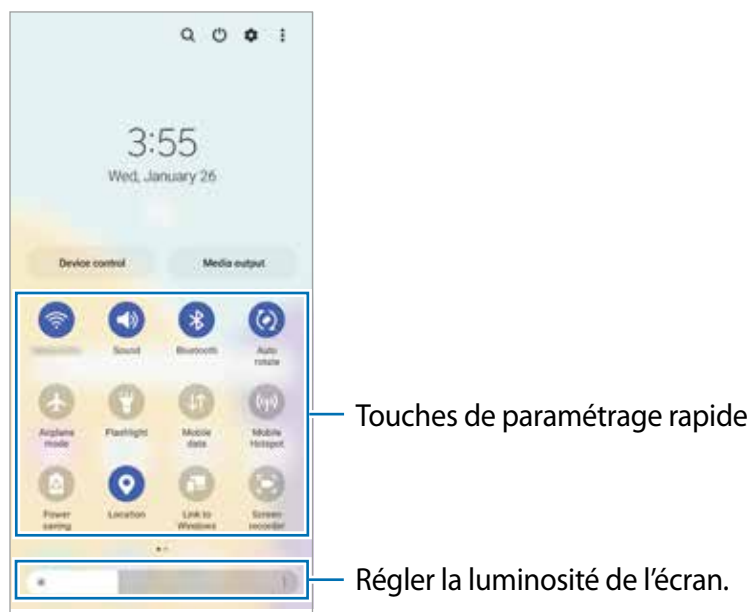 3:55
Wed, January 26
Device control
Media output
Sound
Bluetooth
Auto
rotate
Airplane
mode
Flashlight
Mobile
data
Mobile
Hotspot
Touches de paramétrage rapide
Power
saving
Location
Link to
Windows
Screen
recorder
Régler la luminosité de l'écran.